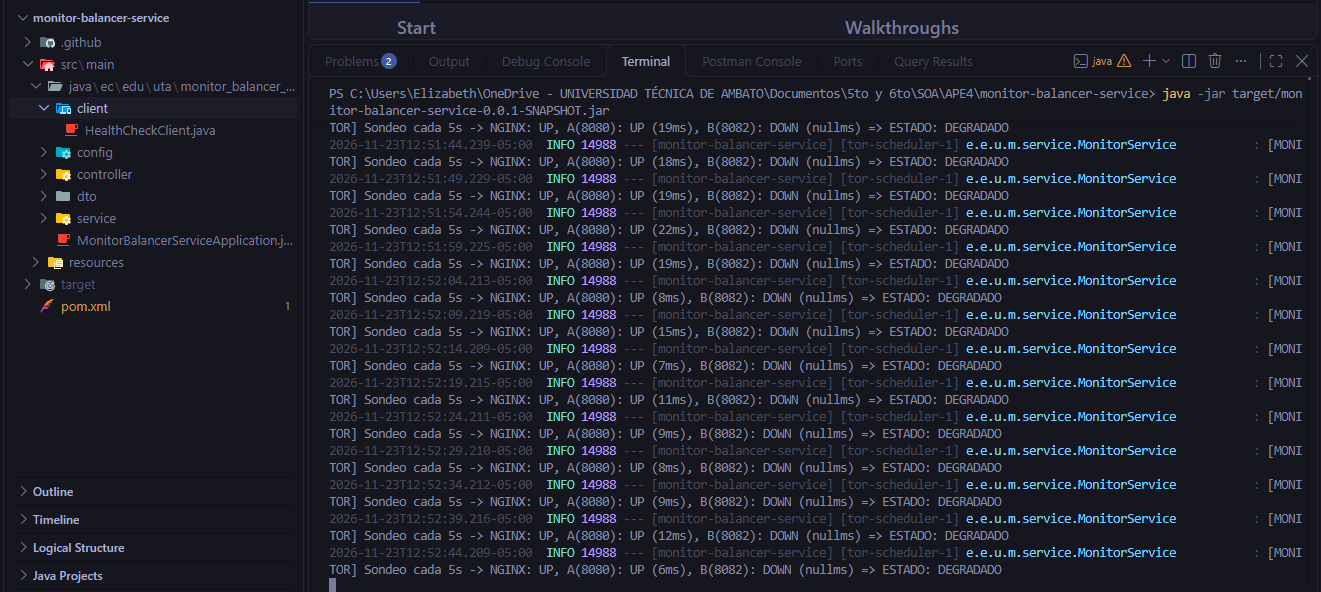 monitor-balancer-service
.github
src\main
java\ec\edu\uta\monitor_balancer_...
client
HealthCheckClient.java
config
controller
dto
service
MonitorBalancerServiceApplication.j...
resources
target
pom.xml 1
Outline
Timeline
Logical Structure
Java Projects
Start Walkthroughs
Problems 2 Output Debug Console Terminal Postman Console Ports Query Results java
PS C:\Users\Elizabeth\OneDrive - UNIVERSIDAD TÉCNICA DE AMBATO\Documents\5to y 6to\SOA\APE4\monitor-balancer-service> java -jar target/mon
itor-balancer-service-0.0.1-SNAPSHOT.jar
TOR] Sondeo cada 5s -> NGINX: UP, A(8080): UP (19ms), B(8082): DOWN (nullms) => ESTADO: DEGRADADO
2026-11-23T12:51:44.239-05:00 INFO 14988 --- [monitor-balancer-service] [tor-scheduler-1] e.e.u.m.service.MonitorService : [MONI
TOR] Sondeo cada 5s -> NGINX: UP, A(8080): UP (18ms), B(8082): DOWN (nullms) => ESTADO: DEGRADADO
2026-11-23T12:51:49.229-05:00 INFO 14988 --- [monitor-balancer-service] [tor-scheduler-1] e.e.u.m.service.MonitorService : [MONI
TOR] Sondeo cada 5s -> NGINX: UP, A(8080): UP (19ms), B(8082): DOWN (nullms) => ESTADO: DEGRADADO
2026-11-23T12:51:54.244-05:00 INFO 14988 --- [monitor-balancer-service] [tor-scheduler-1] e.e.u.m.service.MonitorService : [MONI
TOR] Sondeo cada 5s -> NGINX: UP, A(8080): UP (22ms), B(8082): DOWN (nullms) => ESTADO: DEGRADADO
2026-11-23T12:51:59.225-05:00 INFO 14988 --- [monitor-balancer-service] [tor-scheduler-1] e.e.u.m.service.MonitorService : [MONI
TOR] Sondeo cada 5s -> NGINX: UP, A(8080): UP (19ms), B(8082): DOWN (nullms) => ESTADO: DEGRADADO
2026-11-23T12:52:04.213-05:00 INFO 14988 --- [monitor-balancer-service] [tor-scheduler-1] e.e.u.m.service.MonitorService : [MONI
TOR] Sondeo cada 5s -> NGINX: UP, A(8080): UP (8ms), B(8082): DOWN (nullms) => ESTADO: DEGRADADO
2026-11-23T12:52:09.219-05:00 INFO 14988 --- [monitor-balancer-service] [tor-scheduler-1] e.e.u.m.service.MonitorService : [MONI
TOR] Sondeo cada 5s -> NGINX: UP, A(8080): UP (15ms), B(8082): DOWN (nullms) => ESTADO: DEGRADADO
2026-11-23T12:52:14.209-05:00 INFO 14988 --- [monitor-balancer-service] [tor-scheduler-1] e.e.u.m.service.MonitorService : [MONI
TOR] Sondeo cada 5s -> NGINX: UP, A(8080): UP (7ms), B(8082): DOWN (nullms) => ESTADO: DEGRADADO
2026-11-23T12:52:19.215-05:00 INFO 14988 --- [monitor-balancer-service] [tor-scheduler-1] e.e.u.m.service.MonitorService : [MONI
TOR] Sondeo cada 5s -> NGINX: UP, A(8080): UP (11ms), B(8082): DOWN (nullms) => ESTADO: DEGRADADO
2026-11-23T12:52:24.211-05:00 INFO 14988 --- [monitor-balancer-service] [tor-scheduler-1] e.e.u.m.service.MonitorService : [MONI
TOR] Sondeo cada 5s -> NGINX: UP, A(8080): UP (9ms), B(8082): DOWN (nullms) => ESTADO: DEGRADADO
2026-11-23T12:52:29.210-05:00 INFO 14988 --- [monitor-balancer-service] [tor-scheduler-1] e.e.u.m.service.MonitorService : [MONI
TOR] Sondeo cada 5s -> NGINX: UP, A(8080): UP (8ms), B(8082): DOWN (nullms) => ESTADO: DEGRADADO
2026-11-23T12:52:34.212-05:00 INFO 14988 --- [monitor-balancer-service] [tor-scheduler-1] e.e.u.m.service.MonitorService : [MONI
TOR] Sondeo cada 5s -> NGINX: UP, A(8080): UP (9ms), B(8082): DOWN (nullms) => ESTADO: DEGRADADO
2026-11-23T12:52:39.216-05:00 INFO 14988 --- [monitor-balancer-service] [tor-scheduler-1] e.e.u.m.service.MonitorService : [MONI
TOR] Sondeo cada 5s -> NGINX: UP, A(8080): UP (12ms), B(8082): DOWN (nullms) => ESTADO: DEGRADADO
2026-11-23T12:52:44.209-05:00 INFO 14988 --- [monitor-balancer-service] [tor-scheduler-1] e.e.u.m.service.MonitorService : [MONI
TOR] Sondeo cada 5s -> NGINX: UP, A(8080): UP (6ms), B(8082): DOWN (nullms) => ESTADO: DEGRADADO